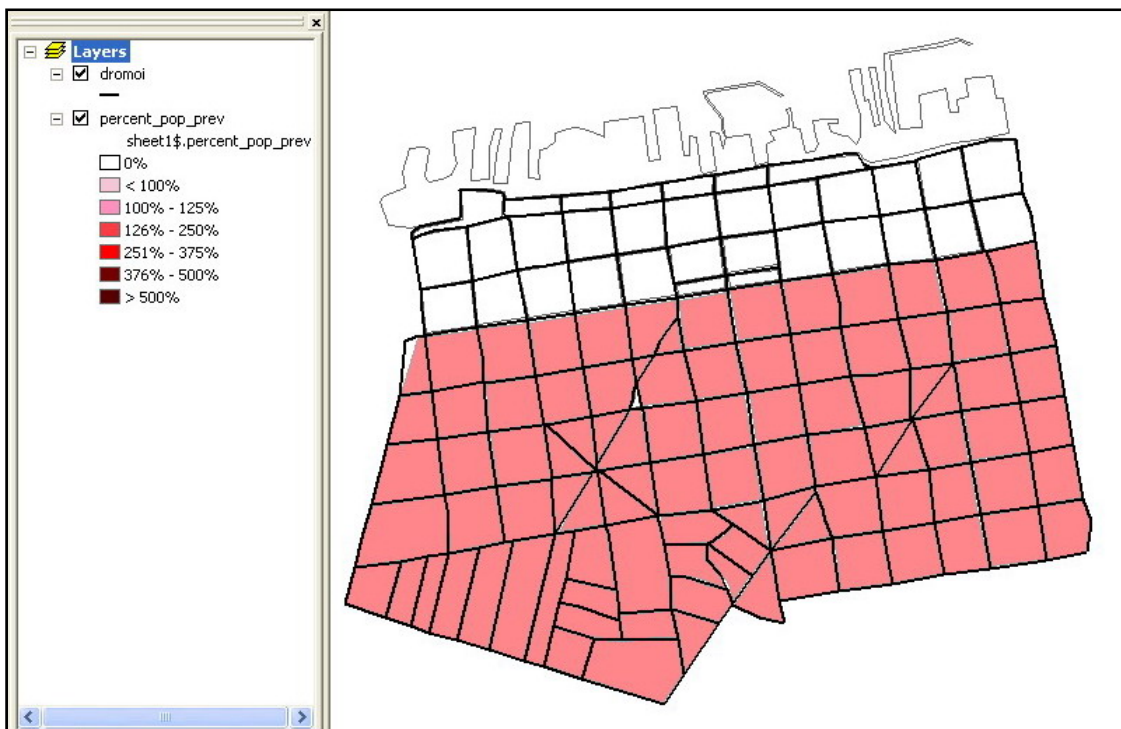 Layers
dromoi
percent_pop_prev
sheet1$.percent_pop_prev
0%
< 100%
100% - 125%
126% - 250%
251% - 375%
376% - 500%
> 500%